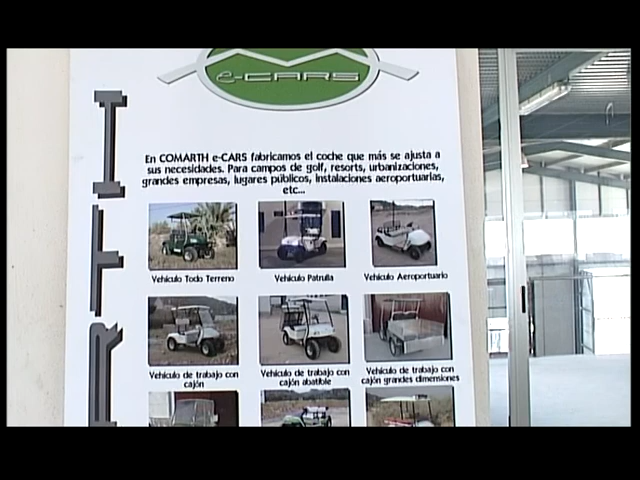 e-CARS
En COMARTH e-CARS fabricamos el coche que más se ajusta a
sus necesidades. Para campos de golf, resorts, urbanizaciones,
grandes empresas, lugares públicos, instalaciones aeroportuarias,
etc...
Vehículo Todo Terreno
Vehículo Patrulla
Vehículo Aeroportuario
Vehículo de trabajo con
cajón
Vehículo de trabajo con
cajón abatible
Vehículo de trabajo con
cajón grandes dimensiones